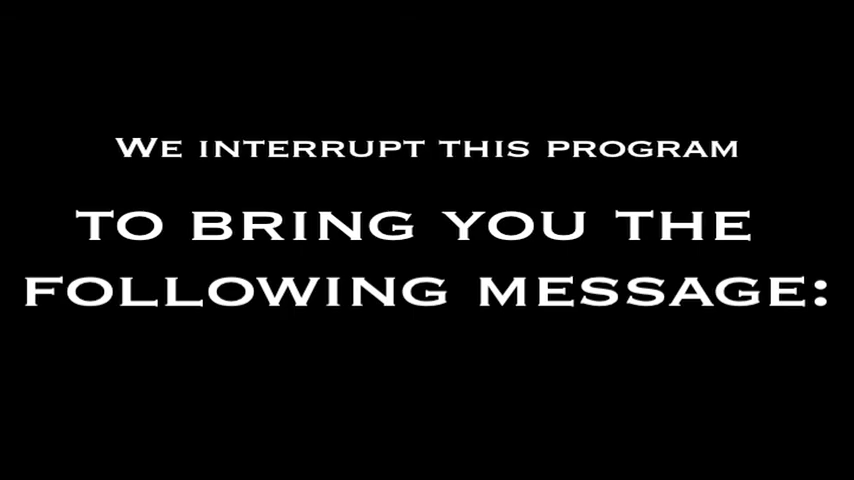 We interrupt this program
to bring you the
following message: